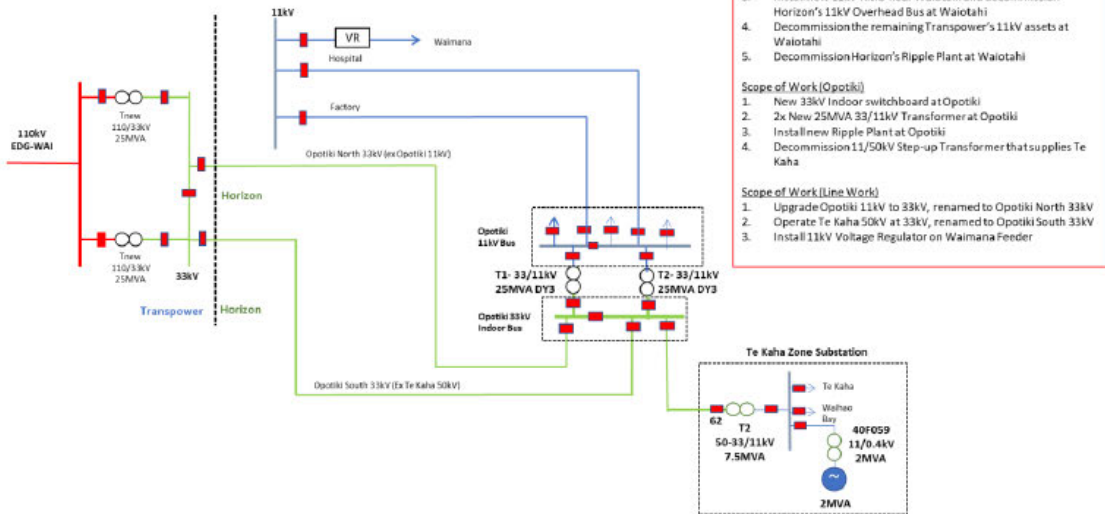 11kV
VR
Waimana
Hospital
Factory
Tnew
110/33kV
25MVA
110kV
EDG-WAI
Opotiki North 33kV (ex Opotiki 11kV)
Horizon
Tnew
110/33kV
25MVA
33kV
Transpower
Horizon
Opotiki
11kV Bus
T1- 33/11kV
25MVA DY3
T2- 33/11kV
25MVA DY3
Opotiki 33kV
Indoor Bus
Opotiki South 33kV (Ex Te Kaha 50kV)
Te Kaha Zone Substation
Te Kaha
Waihao
Bay
62
T2
50-33/11kV
7.5MVA
40F059
11/0.4kV
2MVA
~
2MVA
Horizon's 11kV Overhead Bus at Waiotahi
4. Decommission the remaining Transpower's 11kV assets at
Waiotahi
5. Decommission Horizon's Ripple Plant at Waiotahi
Scope of Work (Opotiki)
1. New 33kV Indoor switchboard at Opotiki
2. 2x New 25MVA 33/11kV Transformer at Opotiki
3. Install new Ripple Plant at Opotiki
4. Decommission 11/50kV Step-up Transformer that supplies Te
Kaha
Scope of Work (Line Work)
1. Upgrade Opotiki 11kV to 33kV, renamed to Opotiki North 33kV
2. Operate Te Kaha 50kV at 33kV, renamed to Opotiki South 33kV
3. Install 11kV Voltage Regulator on Waimana Feeder